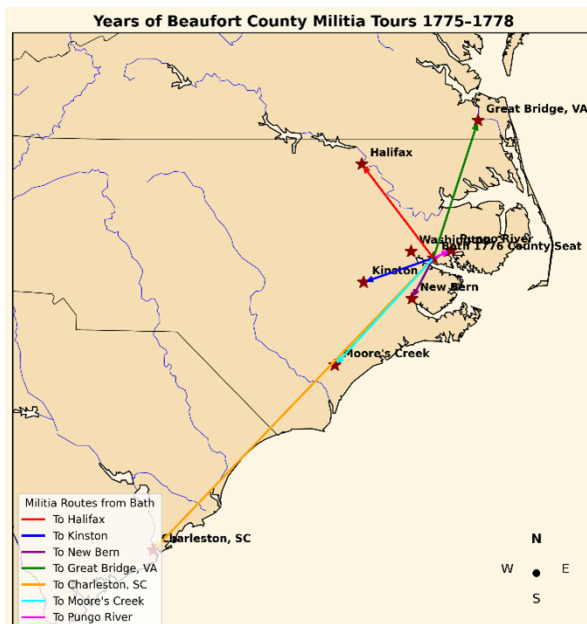 Years of Beaufort County Militia Tours 1775–1778
Great Bridge, VA
Halifax
Washington
Pungo River
Bath 1776 County Seat
Kinston
New Bern
Moore's Creek
Charleston, SC
Militia Routes from Bath
To Halifax
To Kinston
To New Bern
To Great Bridge, VA
To Charleston, SC
To Moore's Creek
To Pungo River
N
W E
S